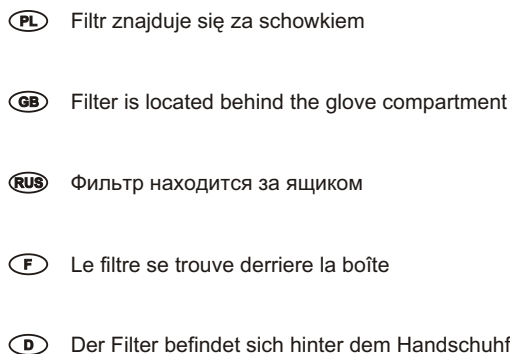 PL Filtr znajduje się za schowkiem
GB Filter is located behind the glove compartment
RUS Фильтр находится за ящиком
F Le filtre se trouve derriere la boîte
D Der Filter befindet sich hinter dem